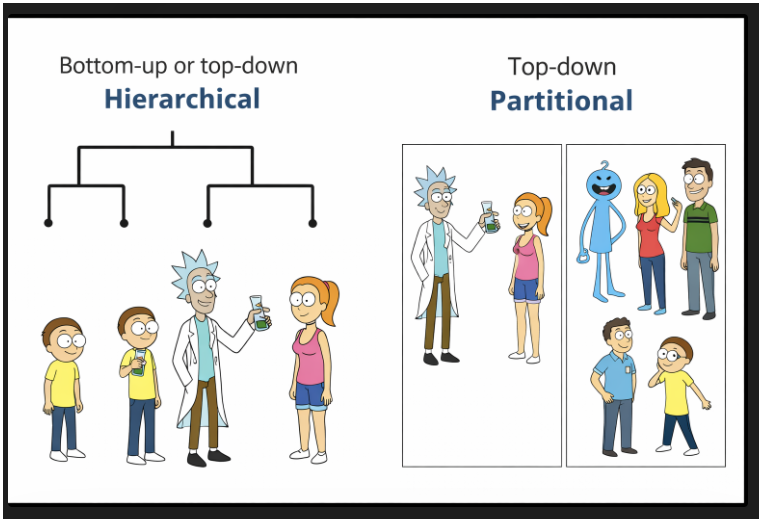 Bottom-up or top-down
Hierarchical
Top-down
Partitional